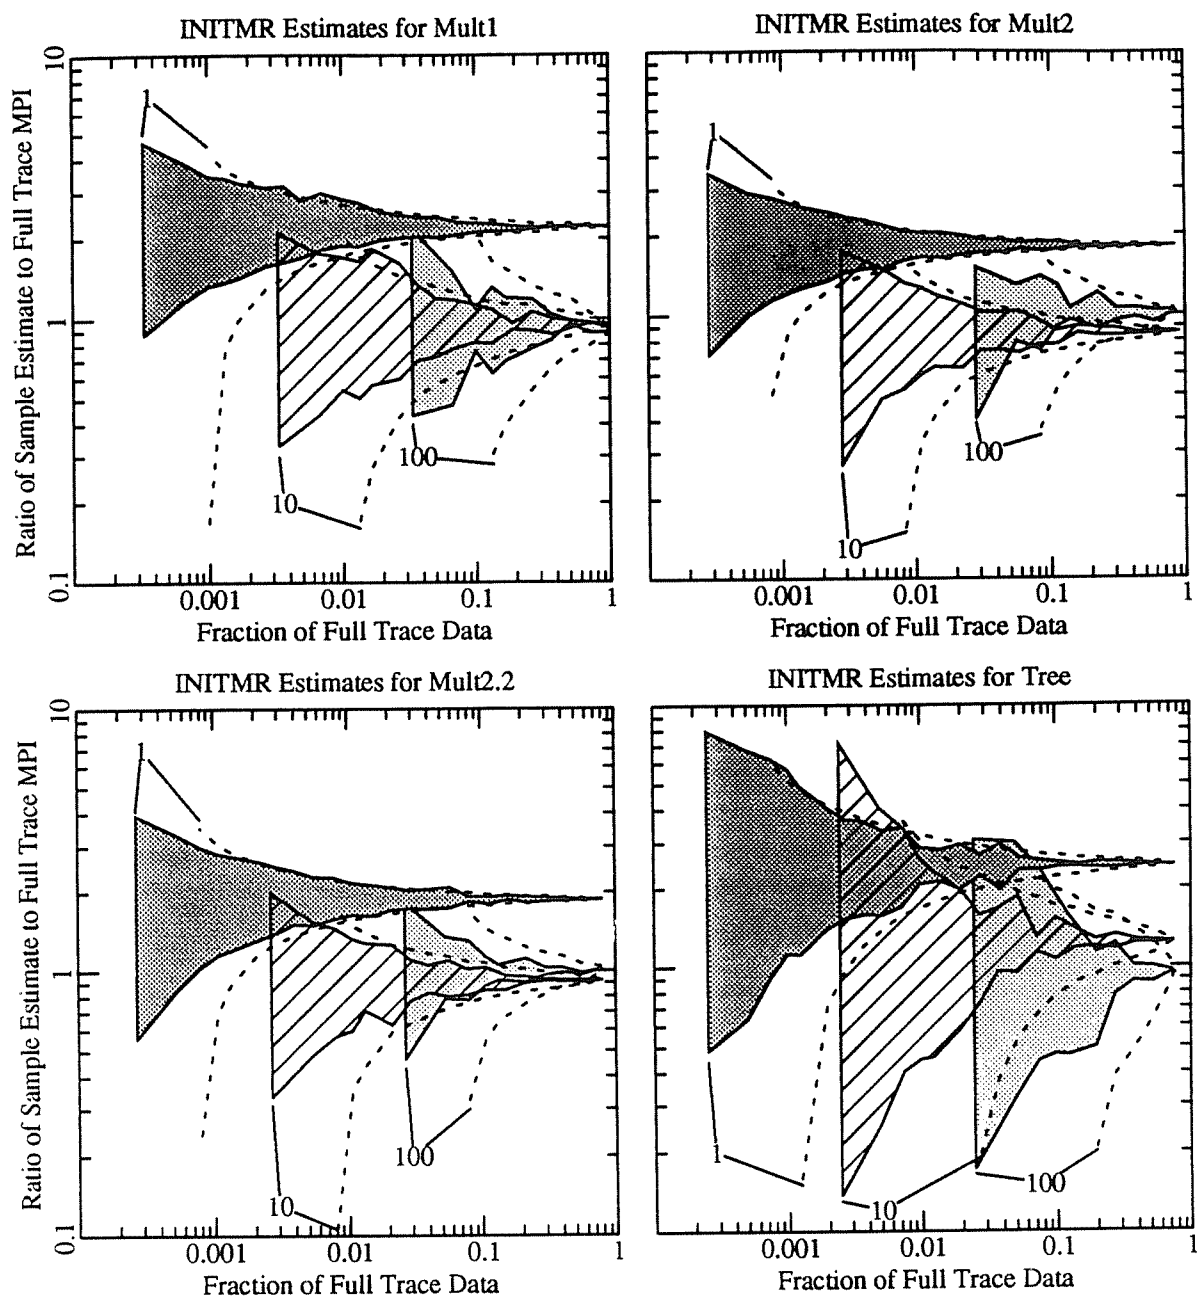 INITMR Estimates for Mult1
INITMR Estimates for Mult2
Ratio of Sample Estimate to Full Trace MPI
10
1
0.1
1
10
100
0.001 0.01 0.1 1
Fraction of Full Trace Data
1
10
100
0.001 0.01 0.1 1
Fraction of Full Trace Data
INITMR Estimates for Mult2.2
INITMR Estimates for Tree
Ratio of Sample Estimate to Full Trace MPI
10
1
0.1
1
10
100
0.001 0.01 0.1 1
Fraction of Full Trace Data
1
10
100
0.001 0.01 0.1 1
Fraction of Full Trace Data